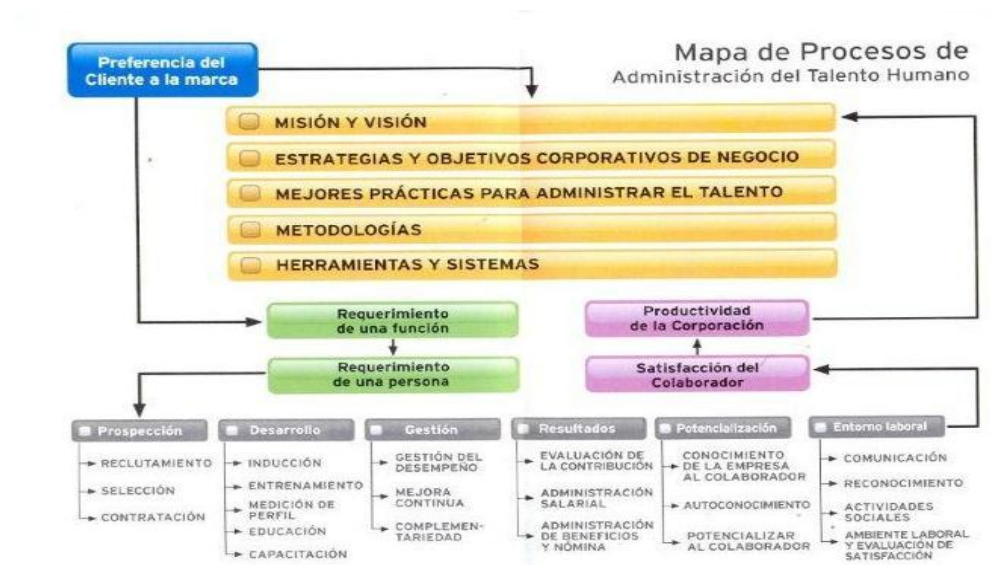 Preferencia del
Cliente a la marca
Mapa de Procesos de
Administración del Talento Humano
MISIÓN Y VISIÓN
ESTRATEGIAS Y OBJETIVOS CORPORATIVOS DE NEGOCIO
MEJORES PRÁCTICAS PARA ADMINISTRAR EL TALENTO
METODOLOGÍAS
HERRAMIENTAS Y SISTEMAS
Requerimiento
de una función
Productividad
de la Corporación
Requerimiento
de una persona
Satisfacción del
Colaborador
Prospección
RECLUTAMIENTO
SELECCIÓN
CONTRATACIÓN
Desarrollo
INDUCCIÓN
ENTRENAMIENTO
MEDICIÓN DE
PERFIL
EDUCACIÓN
CAPACITACIÓN
Gestión
GESTIÓN DEL
DESEMPEÑO
MEJORA
CONTINUA
COMPLEMEN-
TARIEDAD
Resultados
EVALUACIÓN DE
LA CONTRIBUCIÓN
ADMINISTRACIÓN
SALARIAL
ADMINISTRACIÓN
DE BENEFICIOS
Y NÓMINA
Potencialización
CONOCIMIENTO
DE LA EMPRESA
AL COLABORADOR
AUTOCONOCIMIENTO
POTENCIALIZAR
AL COLABORADOR
Entorno laboral
COMUNICACIÓN
RECONOCIMIENTO
ACTIVIDADES
SOCIALES
AMBIENTE LABORAL
Y EVALUACIÓN DE
SATISFACCIÓN